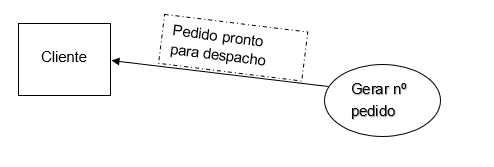 Pedido pronto
para despacho
Cliente
Gerar nº
pedido